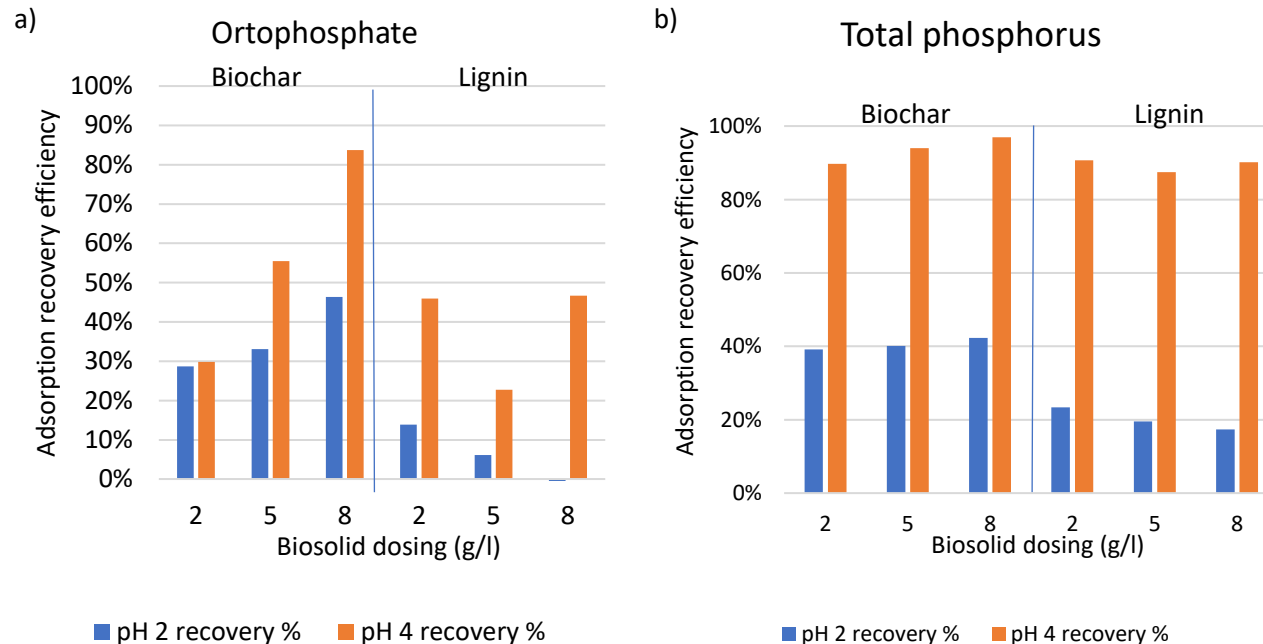 a)
Ortophosphate
Biochar Lignin
100%
90%
80%
70%
60%
50%
40%
30%
20%
10%
0%
Adsorption recovery efficiency
2 5 8 2 5 8
Biosolid dosing (g/l)
pH 2 recovery % pH 4 recovery %
b)
Total phosphorus
Biochar Lignin
100%
80%
60%
40%
20%
0%
Adsorption recovery efficiency
2 5 8 2 5 8
Biosolid dosing (g/l)
pH 2 recovery % pH 4 recovery %